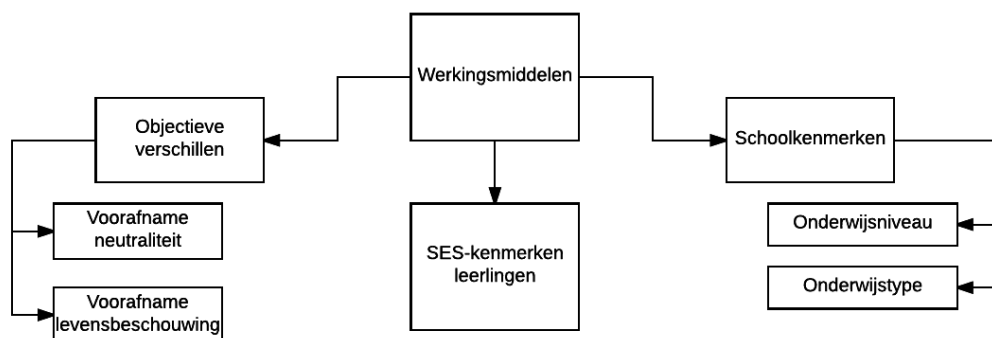 Werkingsmiddelen
Objectieve
verschillen
Schoolkenmerken
Voorafname
neutraliteit
SES-kenmerken
leerlingen
Onderwijsniveau
Onderwijstype
Voorafname
levensbeschouwing